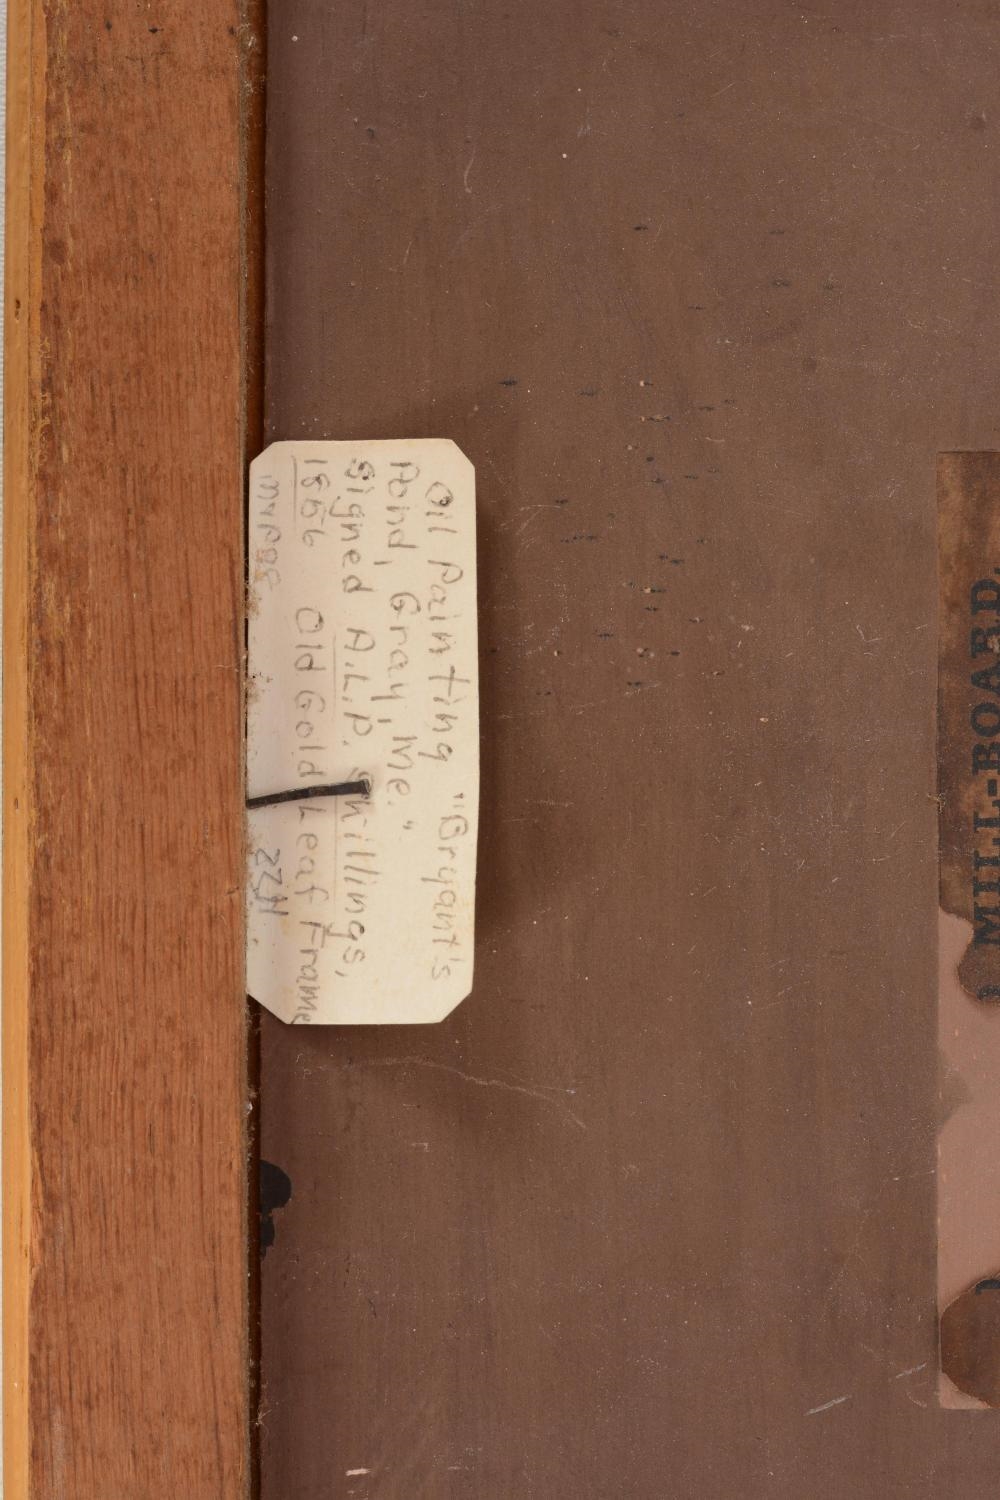 Oil Painting "Bryant's
Pond, Gray, Me."
Signed A.L.P. Skillings,
1856 Old Gold Leaf Frame
MILL-BOARD.